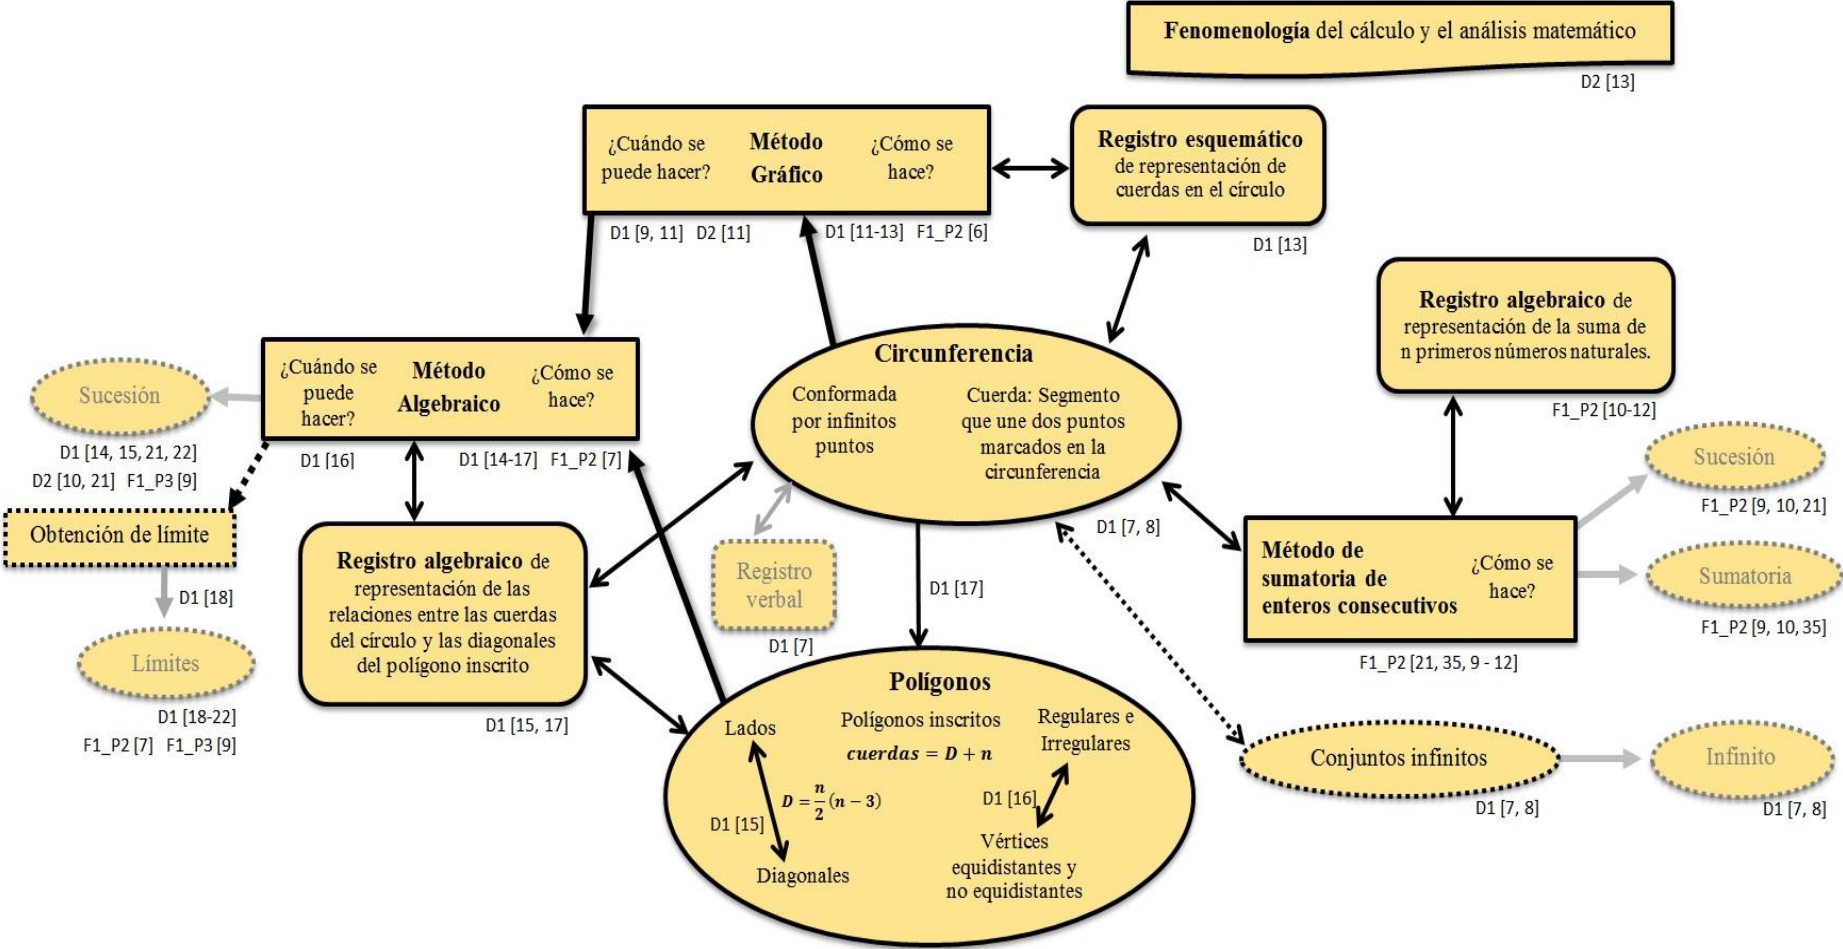 Fenomenología del cálculo y el análisis matemático
D2 [13]
¿Cuándo se
puede hacer?
Método
Gráfico
¿Cómo se
hace?
D1 [9, 11] D2 [11]
D1 [11-13] F1_P2 [6]
Registro esquemático
de representación de
cuerdas en el círculo
D1 [13]
Registro algebraico de
representación de la suma de
n primeros números naturales.
F1_P2 [10-12]
Sucesión
D1 [14, 15, 21, 22]
D2 [10, 21] F1_P3 [9]
¿Cuándo se
puede
hacer?
Método
Algebraico
¿Cómo se
hace?
D1 [16]
D1 [14-17] F1_P2 [7]
Circunferencia
Conformada
por infinitos
puntos
Cuerda: Segmento
que une dos puntos
marcados en la
circunferencia
D1 [7, 8]
Sucesión
F1_P2 [9, 10, 21]
Obtención de límite
D1 [18]
Límites
D1 [18-22]
F1_P2 [7] F1_P3 [9]
Registro algebraico de
representación de las
relaciones entre las cuerdas
del círculo y las diagonales
del polígono inscrito
D1 [15, 17]
Registro
verbal
D1 [7]
D1 [17]
Método de
sumatoria de
enteros consecutivos
¿Cómo se
hace?
F1_P2 [21, 35, 9 - 12]
Sumatoria
F1_P2 [9, 10, 35]
Polígonos
Lados
Polígonos inscritos
cuerdas = D + n
Regulares e
Irregulares
D = n/2 (n − 3)
D1 [15]
D1 [16]
Diagonales
Vértices
equidistantes y
no equidistantes
Conjuntos infinitos
D1 [7, 8]
Infinito
D1 [7, 8]